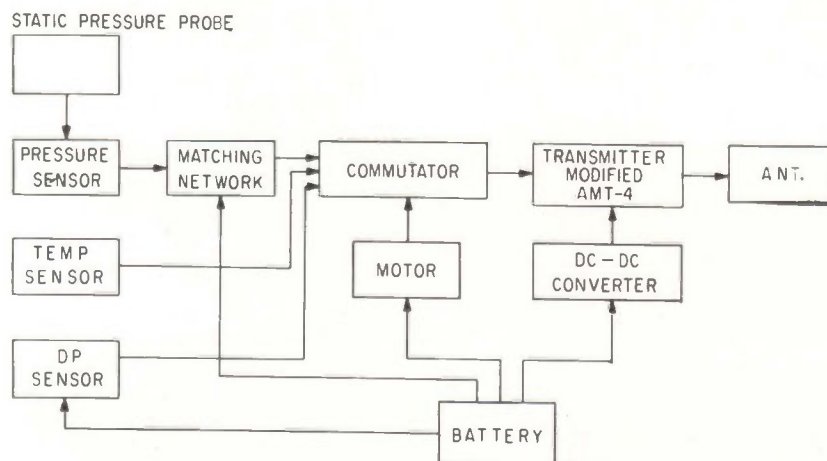 STATIC PRESSURE PROBE
PRESSURE
SENSOR
MATCHING
NETWORK
COMMUTATOR
TRANSMITTER
MODIFIED
AMT-4
ANT.
TEMP
SENSOR
MOTOR
DC-DC
CONVERTER
DP
SENSOR
BATTERY